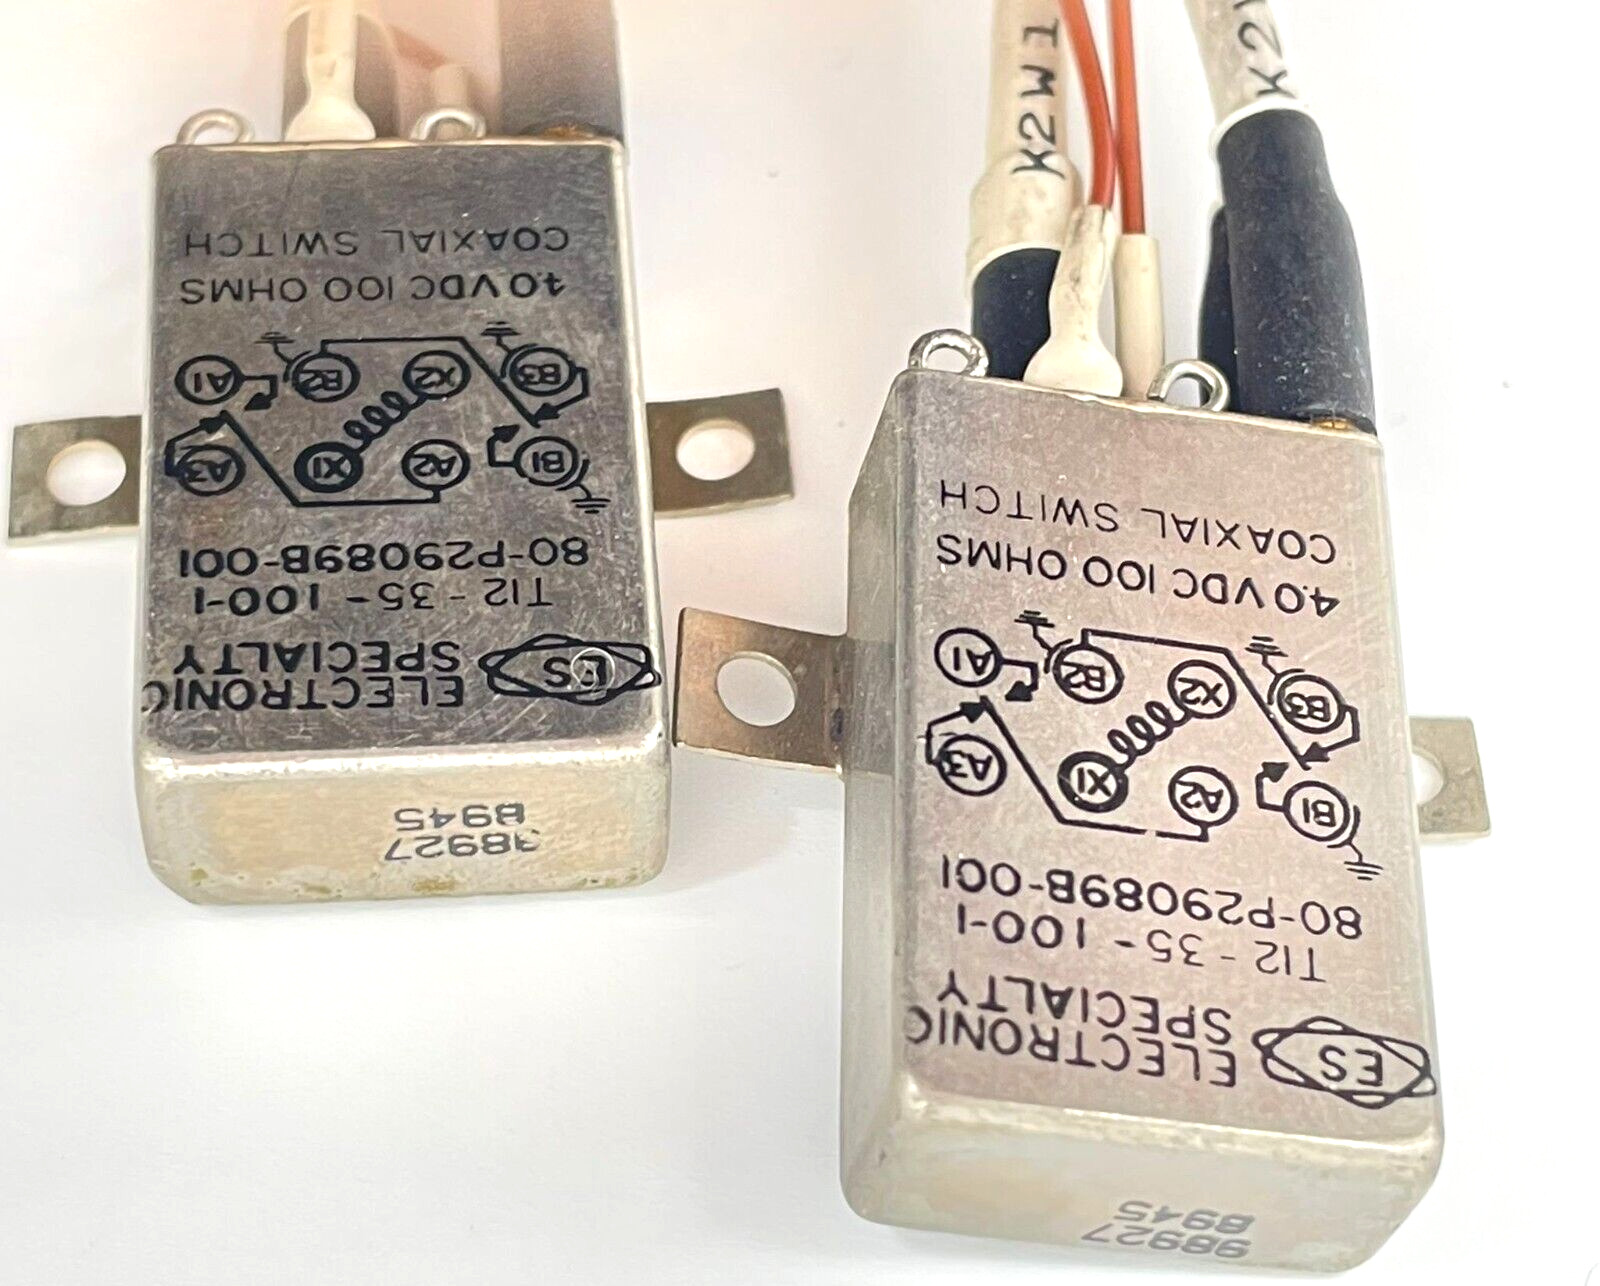 98927
8945
ES ELECTRONIC
SPECIALTY
T12 - 35 - 100-1
80-P29089B-001
B1 A2 X1 A3
B3 X2 B2 A1
4.0 VDC 100 OHMS
COAXIAL SWITCH
98927
8945
ES ELECTRONIC
SPECIALTY
T12 - 35 - 100-1
80-P29089B-001
B1 A2 X1 A3
B3 X2 B2 A1
4.0 VDC 100 OHMS
COAXIAL SWITCH
K2W1